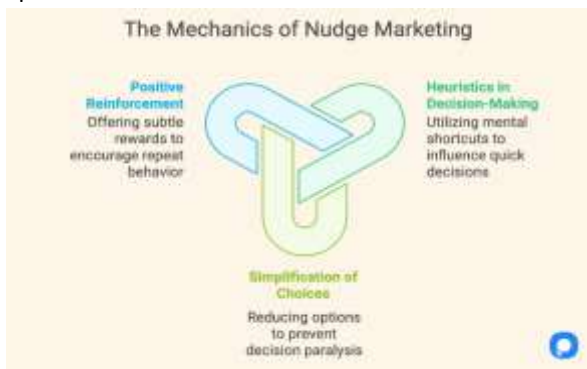 The Mechanics of Nudge Marketing
Positive
Reinforcement
Offering subtle
rewards to
encourage repeat
behavior
Heuristics in
Decision-Making
Utilizing mental
shortcuts to
influence quick
decisions
Simplification of
Choices
Reducing options
to prevent
decision paralysis